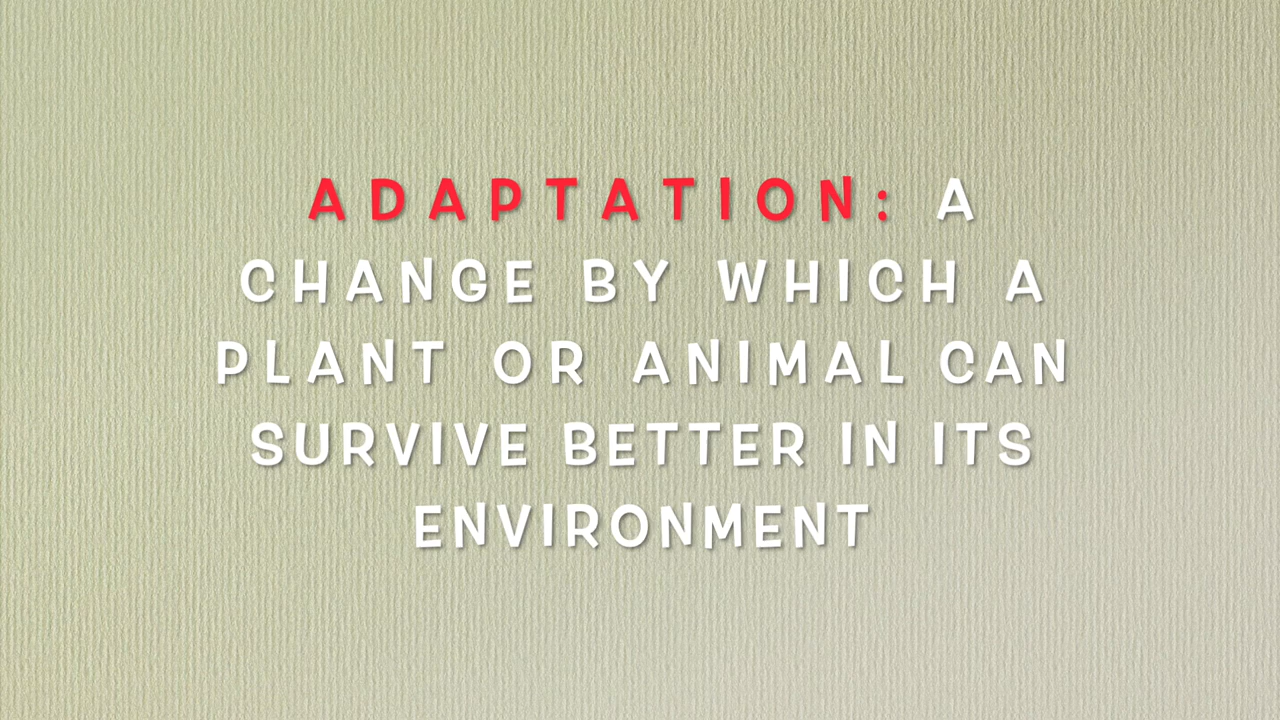 ADAPTATION: A
CHANGE BY WHICH A
PLANT OR ANIMAL CAN
SURVIVE BETTER IN ITS
ENVIRONMENT